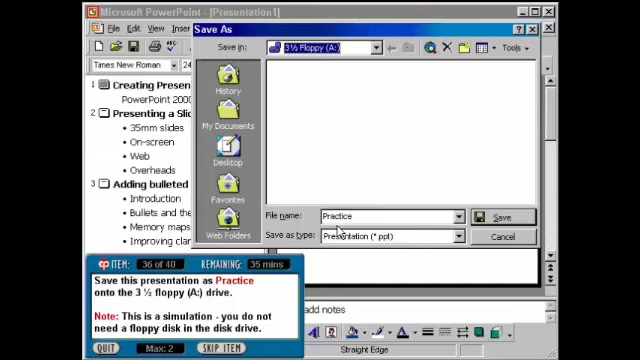 Microsoft PowerPoint - [Presentation1]
File Edit View Inser
Save As
Save in: 3½ Floppy (A:) Tools
Times New Roman 24
History
My Documents
Desktop
Favorites
Web Folders
File name: Practice Save
Save as type: Presentation (*.ppt) Cancel
1 Creating Presen
PowerPoint 2000
2 Presenting a Sli
• 35mm slides
• On-screen
• Web
• Overheads
3 Adding bulleted
• Introduction
• Bullets and the
• Memory maps
• Improving clar
ITEM: 36 of 40 REMAINING: 35 mins
Save this presentation as Practice
onto the 3 ½ floppy (A:) drive.
Note: This is a simulation - you do not
need a floppy disk in the disk drive.
QUIT Max: 2 SKIP ITEM
add notes
Straight Edge